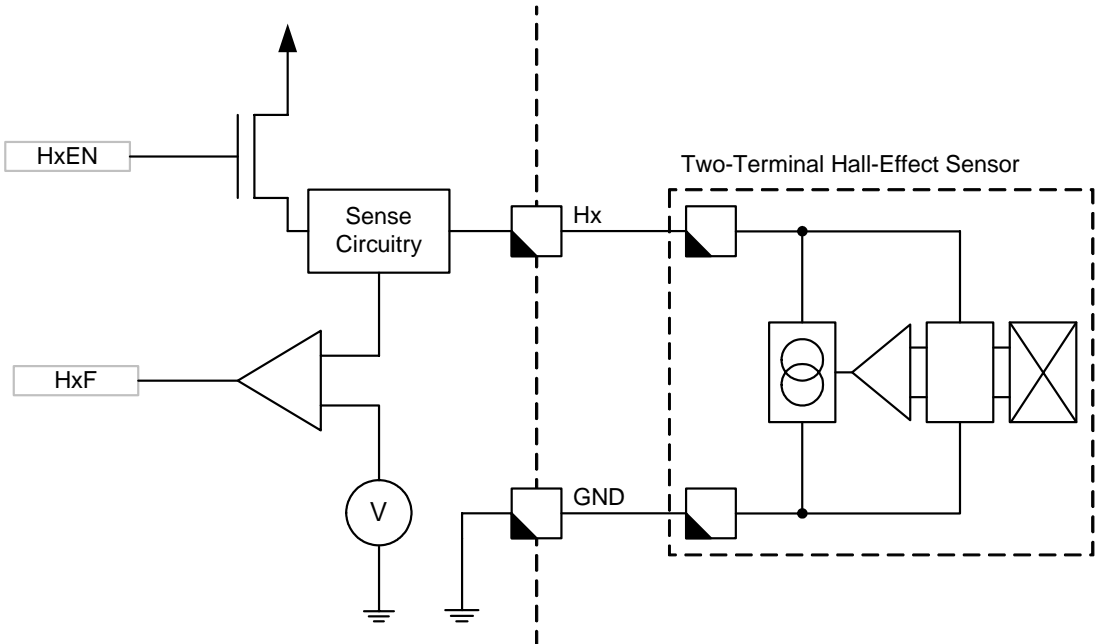 HxEN
Two-Terminal Hall-Effect Sensor
Sense
Circuitry
Hx
HxF
V
GND